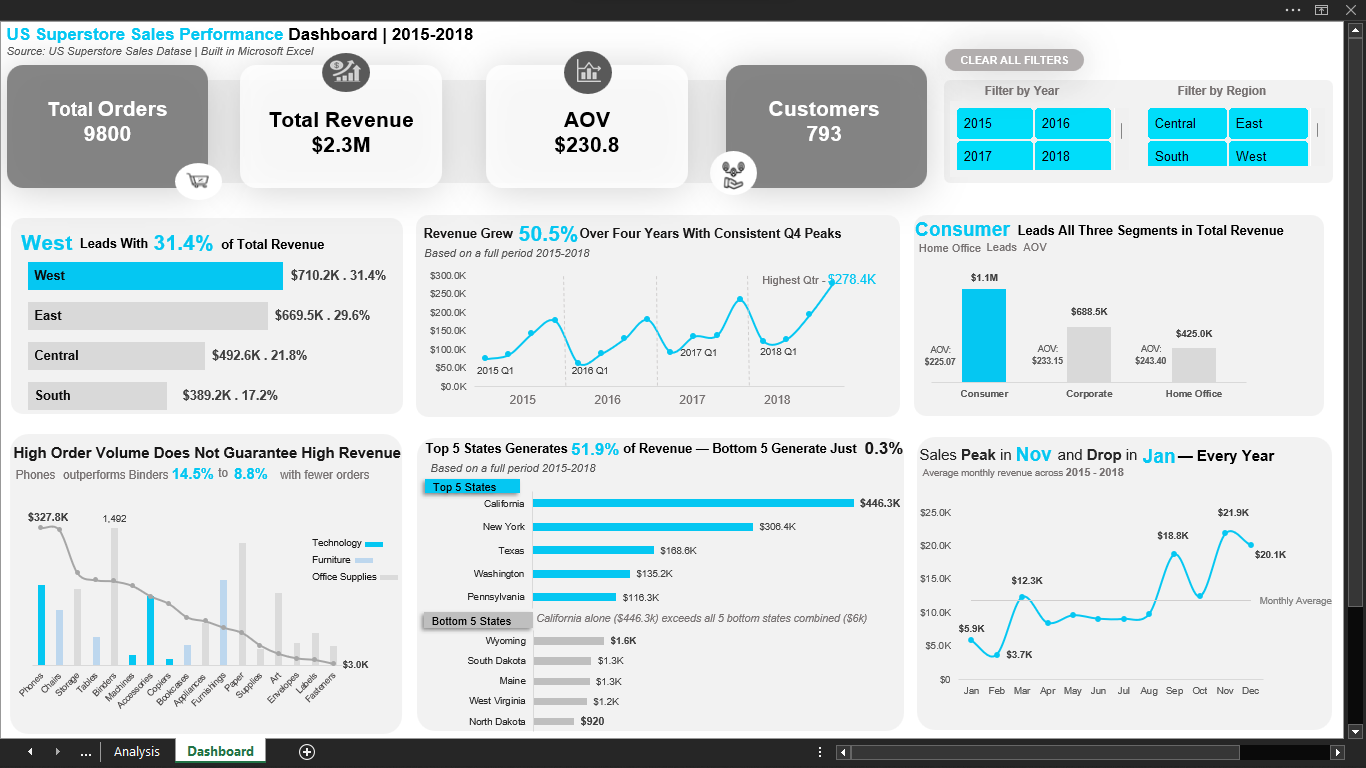 US Superstore Sales Performance Dashboard | 2015-2018
Source: US Superstore Sales Datase | Built in Microsoft Excel
Total Orders
9800
Total Revenue
$2.3M
AOV
$230.8
Customers
793
CLEAR ALL FILTERS
Filter by Year
2015 2016
2017 2018
Filter by Region
Central East
South West
West Leads With 31.4% of Total Revenue
West $710.2K . 31.4%
East $669.5K . 29.6%
Central $492.6K . 21.8%
South $389.2K . 17.2%
Revenue Grew 50.5% Over Four Years With Consistent Q4 Peaks
Based on a full period 2015-2018
Highest Qtr - $278.4K
$300.0K
$250.0K
$200.0K
$150.0K
$100.0K
$50.0K
$0.0K
2015 Q1
2016 Q1
2017 Q1
2018 Q1
2015 2016 2017 2018
Consumer Leads All Three Segments in Total Revenue
Home Office Leads AOV
$1.1M
$688.5K
$425.0K
AOV:
$225.07
AOV:
$233.15
AOV:
$243.40
Consumer Corporate Home Office
High Order Volume Does Not Guarantee High Revenue
Phones outperforms Binders 14.5% to 8.8% with fewer orders
$327.8K
1,492
Technology
Furniture
Office Supplies
$3.0K
Phones
Chairs
Storage
Tables
Binders
Machines
Accessories
Copiers
Bookcases
Appliances
Furnishings
Paper
Supplies
Art
Envelopes
Labels
Fasteners
Top 5 States Generates 51.9% of Revenue — Bottom 5 Generate Just 0.3%
Based on a full period 2015-2018
Top 5 States
California $446.3K
New York $306.4K
Texas $168.6K
Washington $135.2K
Pennsylvania $116.3K
Bottom 5 States
California alone ($446.3k) exceeds all 5 bottom states combined ($6k)
Wyoming $1.6K
South Dakota $1.3K
Maine $1.3K
West Virginia $1.2K
North Dakota $920
Sales Peak in Nov and Drop in Jan — Every Year
Average monthly revenue across 2015 - 2018
$25.0K
$20.0K
$15.0K
$10.0K
$5.0K
$0
$5.9K
$3.7K
$12.3K
$18.8K
$21.9K
$20.1K
Monthly Average
Jan Feb Mar Apr May Jun Jul Aug Sep Oct Nov Dec
... Analysis Dashboard